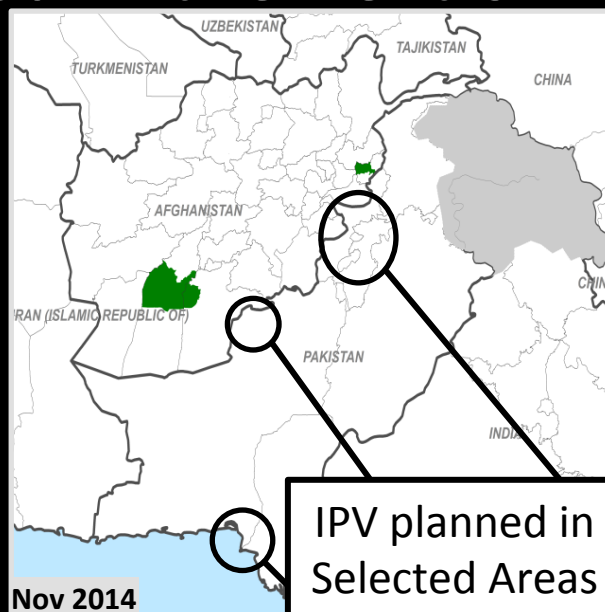 UZBEKISTAN
TAJIKISTAN
TURKMENISTAN
CHINA
AFGHANISTAN
IRAN (ISLAMIC REPUBLIC OF)
PAKISTAN
INDIA
IPV planned in
Selected Areas
Nov 2014